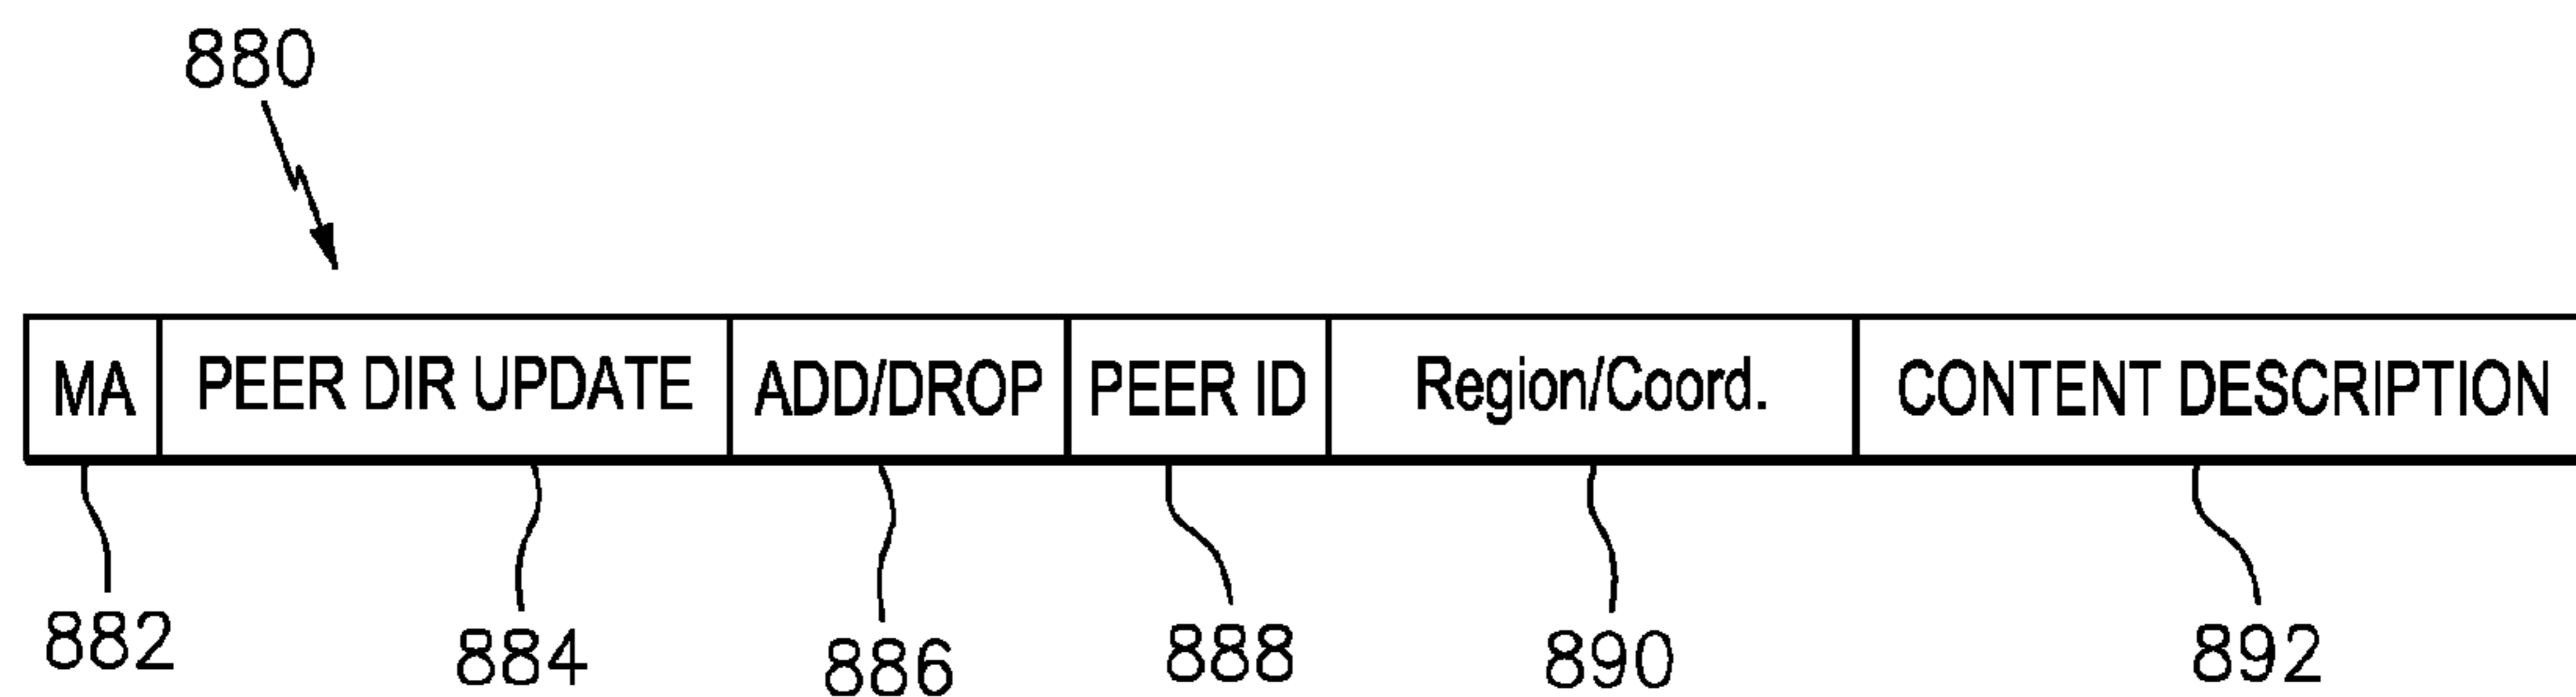 880
MA PEER DIR UPDATE ADD/DROP PEER ID Region/Coord. CONTENT DESCRIPTION
882 884 886 888 890 892